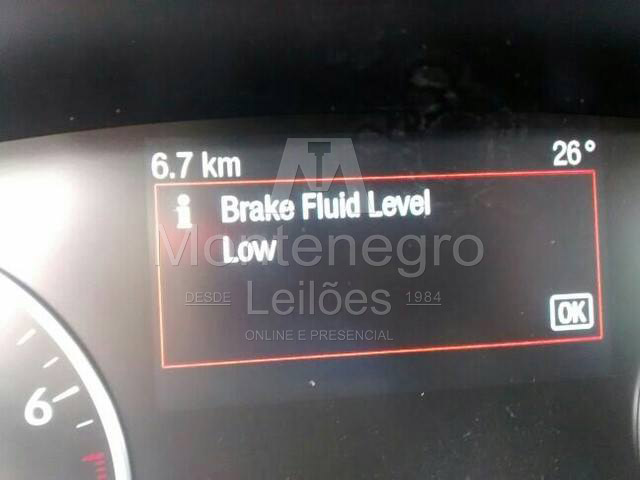 6.7 km
26°
i
Brake Fluid Level
Low
OK
6
M
Montenegro
DESDE Leilões 1984
ONLINE E PRESENCIAL